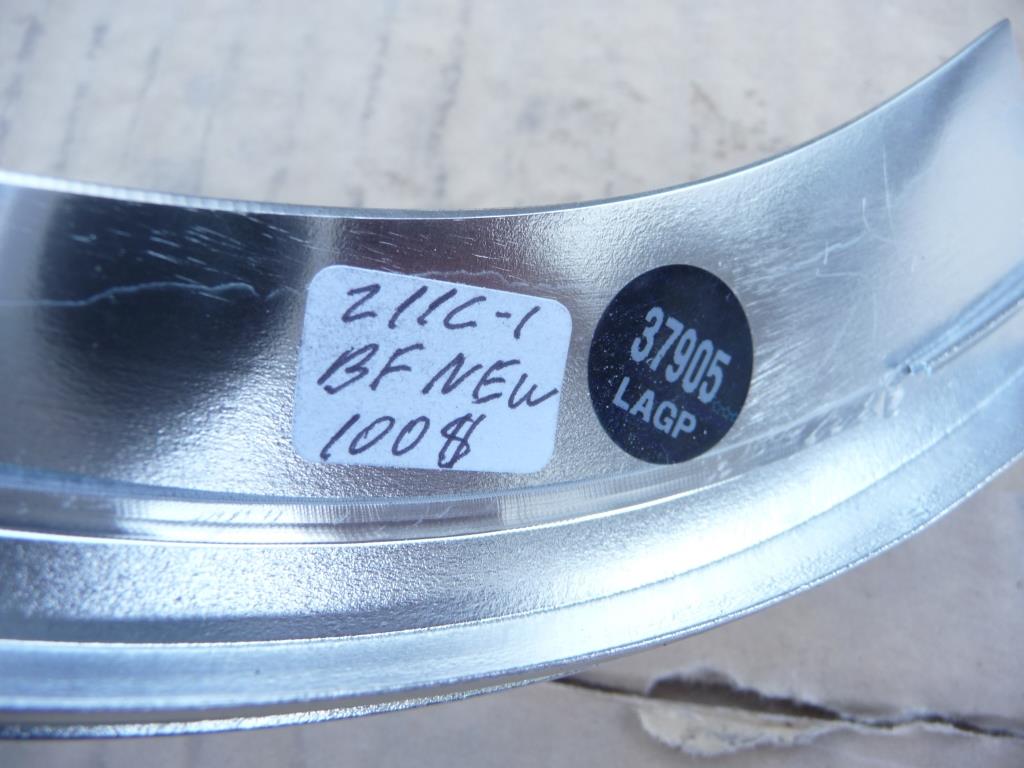 211C-1
BF NEW
100$
37905
LAGP